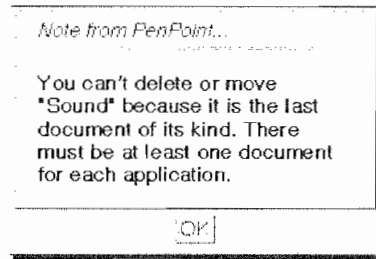 Note from PenPoint...
You can't delete or move
"Sound" because it is the last
document of its kind. There
must be at least one document
for each application.
OK